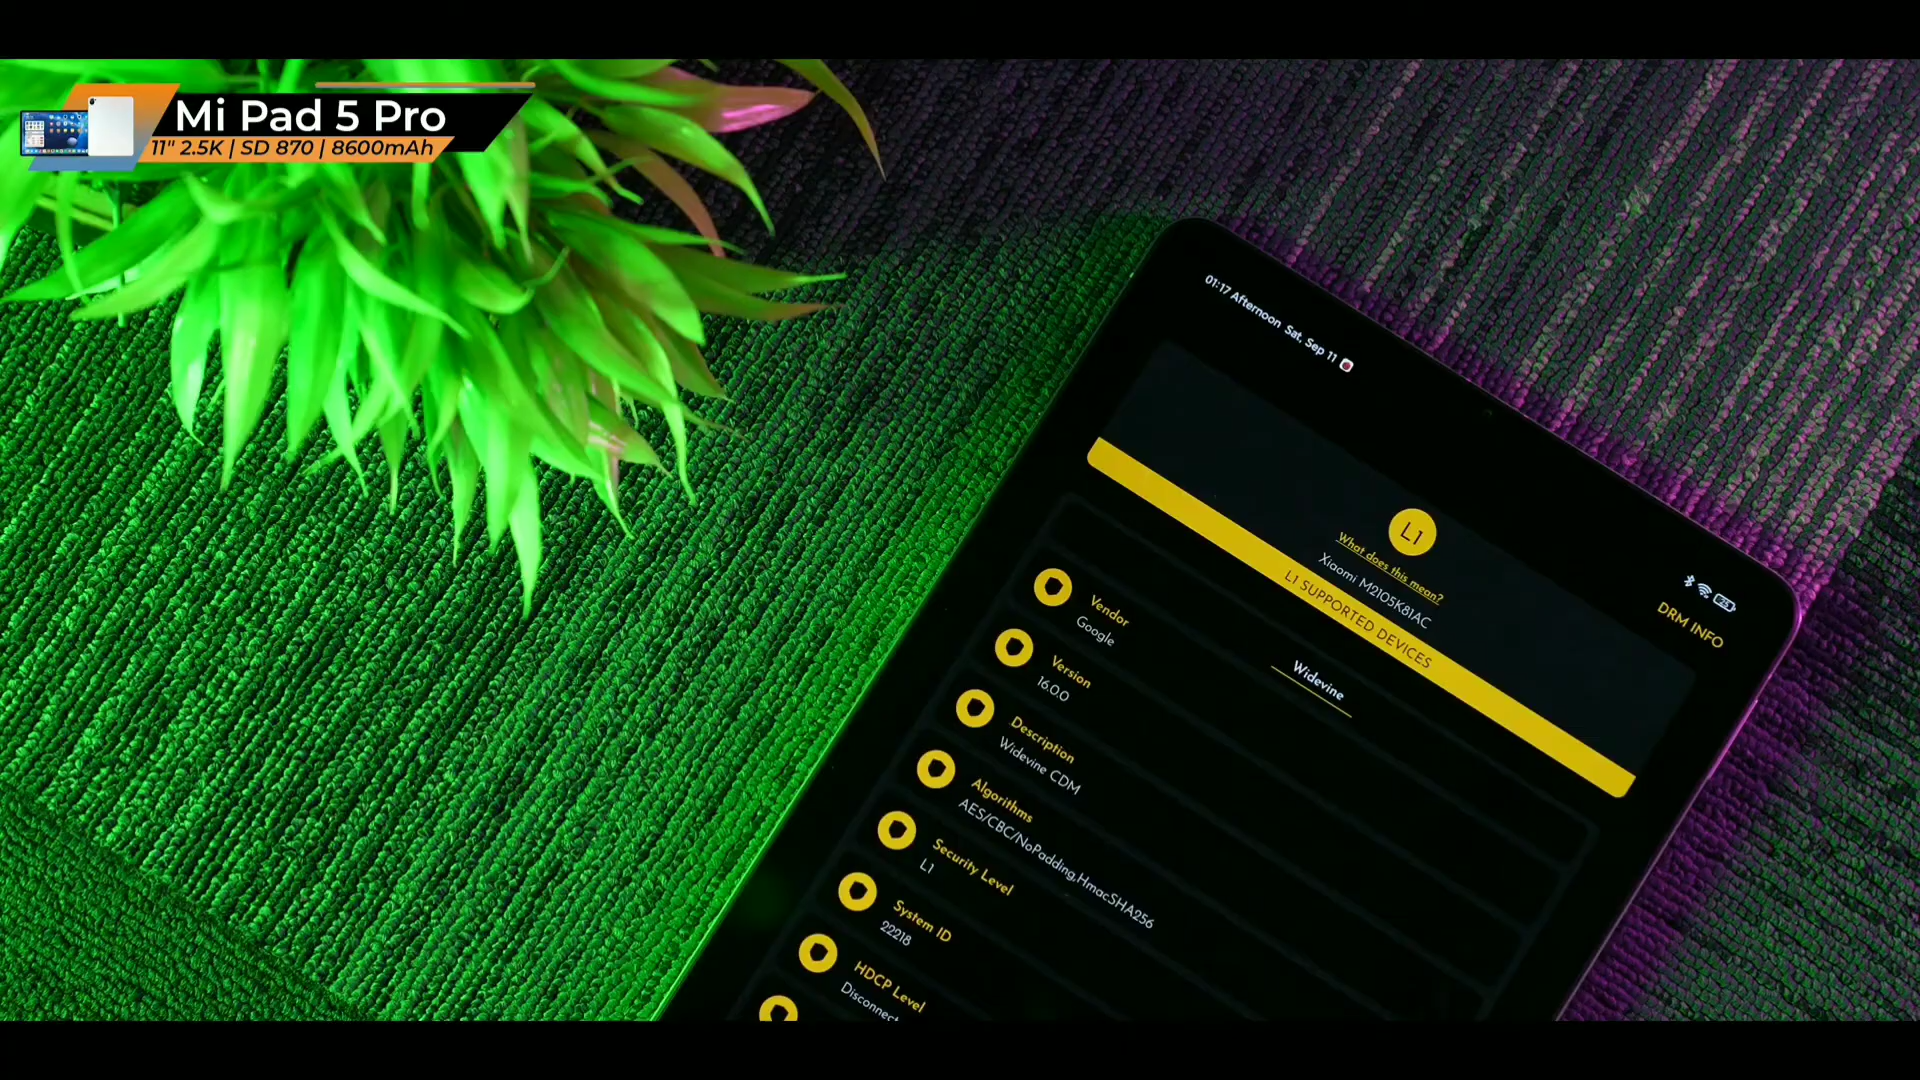 Mi Pad 5 Pro
11" 2.5K | SD 870 | 8600mAh
01:17 Afternoon Sat, Sep 11
25
DRM INFO
L1
What does this mean?
Xiaomi M2105K81AC
L1 SUPPORTED DEVICES
Widevine
Vendor
Google
Version
16.0.0
Description
Widevine CDM
Algorithms
AES/CBC/NoPadding,HmacSHA256
Security Level
L1
System ID
22218
HDCP Level